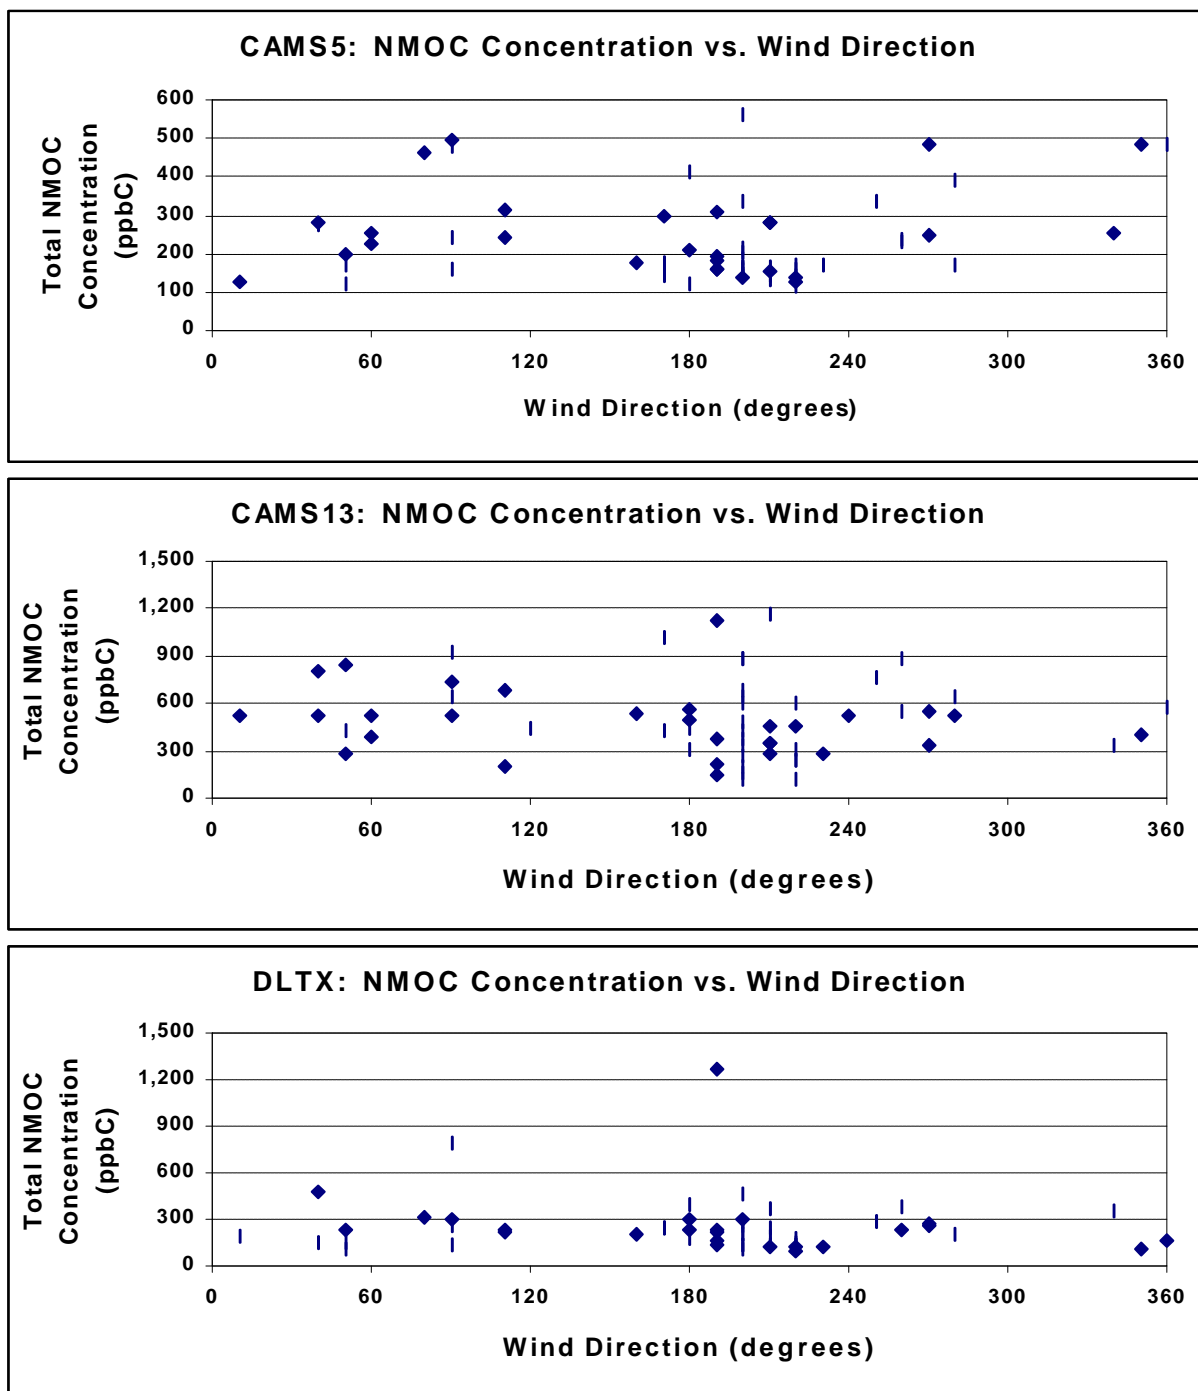 CAMS5: NMOC Concentration vs. Wind Direction
Total NMOC
Concentration
(ppbC)
600
500
400
300
200
100
0
0 60 120 180 240 300 360
Wind Direction (degrees)
CAMS13: NMOC Concentration vs. Wind Direction
Total NMOC
Concentration
(ppbC)
1,500
1,200
900
600
300
0
0 60 120 180 240 300 360
Wind Direction (degrees)
DLTX: NMOC Concentration vs. Wind Direction
Total NMOC
Concentration
(ppbC)
1,500
1,200
900
600
300
0
0 60 120 180 240 300 360
Wind Direction (degrees)